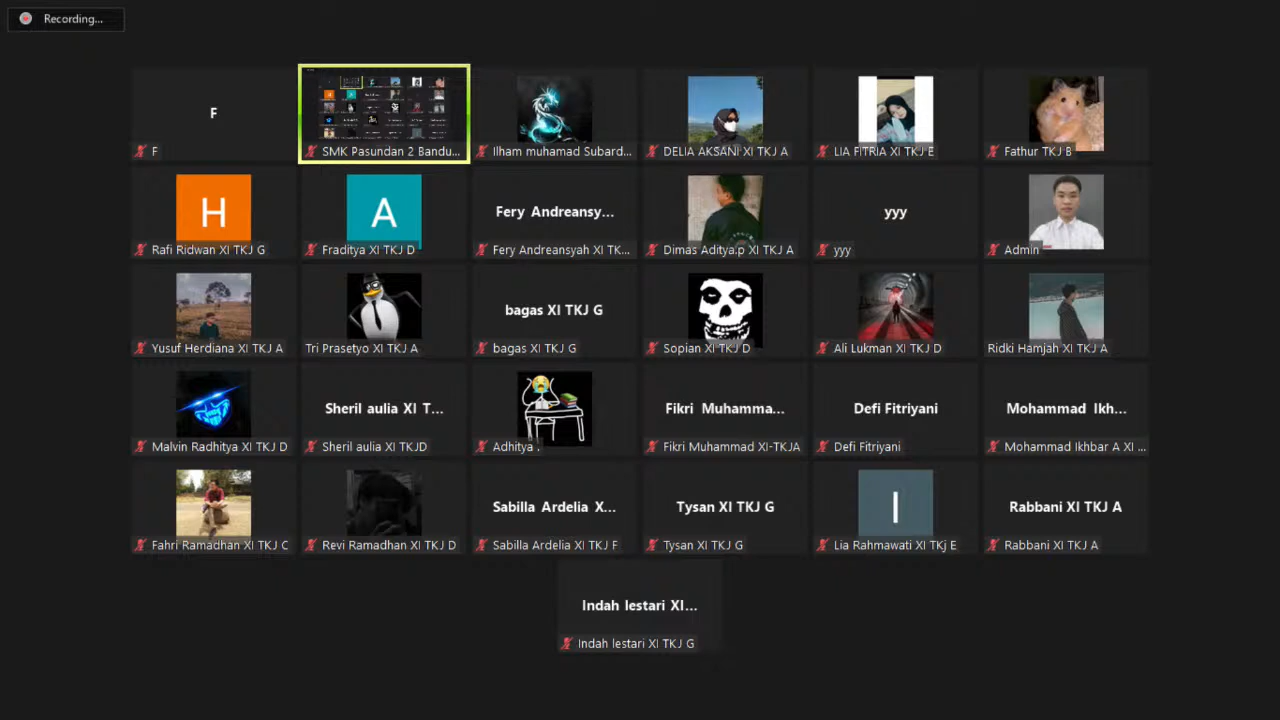 Recording...
F
F
SMK Pasundan 2 Bandu...
Ilham muhamad Subard...
DELIA AKSANI XI TKJ A
LIA FITRIA XI TKJ E
Fathur TKJ B
H
Rafi Ridwan XI TKJ G
A
Fraditya XI TKJ D
Fery Andreansy...
Fery Andreansyah XI TK...
Dimas Aditya.p XI TKJ A
yyy
yyy
Admin
Yusuf Herdiana XI TKJ A
Tri Prasetyo XI TKJ A
bagas XI TKJ G
bagas XI TKJ G
Sopian XI TKJ D
Ali Lukman XI TKJ D
Ridki Hamjah XI TKJ A
Malvin Radhitya XI TKJ D
Sheril aulia XI T...
Sheril aulia XI TKJD
Adhitya .
Fikri Muhamma...
Fikri Muhammad XI-TKJA
Defi Fitriyani
Defi Fitriyani
Mohammad Ikh...
Mohammad Ikhbar A XI ...
Fahri Ramadhan XI TKJ C
Revi Ramadhan XI TKJ D
Sabilla Ardelia X...
Sabilla Ardelia XI TKJ F
Tysan XI TKJ G
Tysan XI TKJ G
I
Lia Rahmawati XI TKj E
Rabbani XI TKJ A
Rabbani XI TKJ A
Indah lestari XI...
Indah lestari XI TKJ G